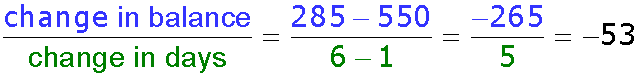 change in balance / change in days = 285 − 550 / 6 − 1 = −265 / 5 = −53